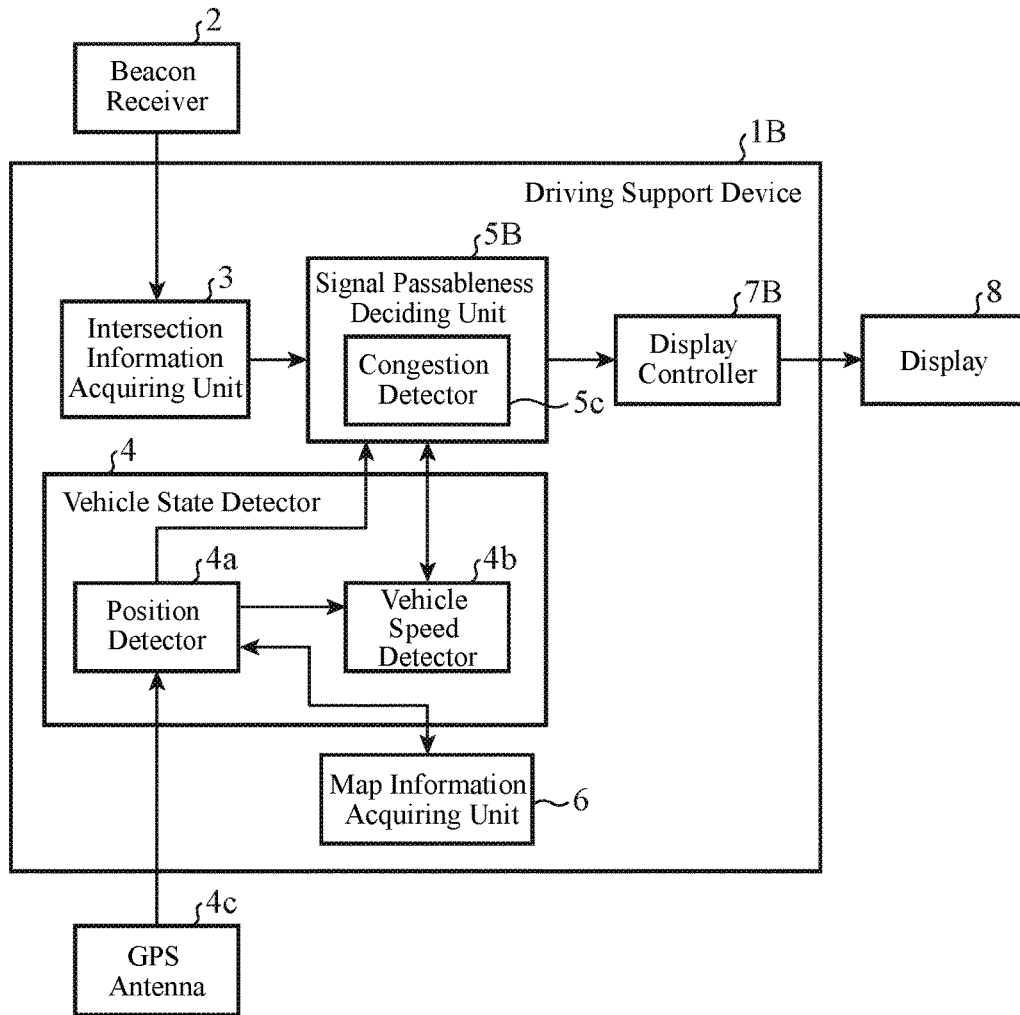 2
Beacon
Receiver
1B
Driving Support Device
5B
Signal Passableness
Deciding Unit
3
Intersection
Information
Acquiring Unit
Congestion
Detector
5c
7B
Display
Controller
8
Display
4
Vehicle State Detector
4a
Position
Detector
4b
Vehicle
Speed
Detector
Map Information
Acquiring Unit
6
4c
GPS
Antenna